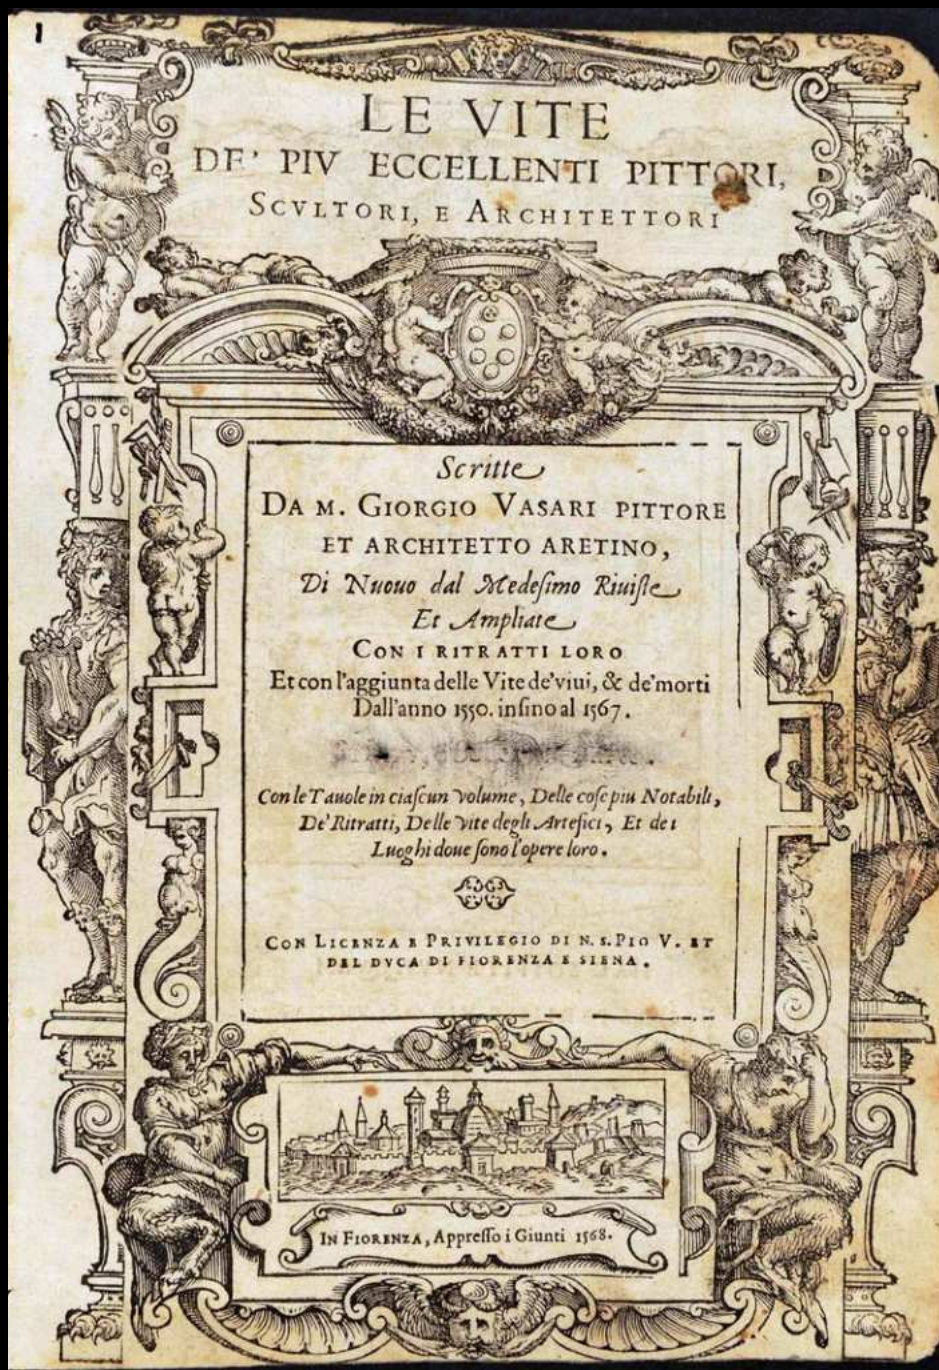 1
LE VITE
DE' PIV ECCELLENTI PITTORI,
SCVLTORI, E ARCHITETTORI
Scritte
DA M. GIORGIO VASARI PITTORE
ET ARCHITETTO ARETINO,
Di Nuouo dal Medeſimo Riuiſte
Et Ampliate
CON I RITRATTI LORO
Et con l'aggiunta delle Vite de'viui, & de'morti
Dall'anno 1550. inſino al 1567.
Con le Tauole in ciaſcun volume, Delle coſe piu Notabili,
De'Ritratti, Delle vite degli Artefici, Et dei
Luoghi doue ſono l'opere loro.
CON LICENZA E PRIVILEGIO DI N. S. PIO V. ET
DEL DVCA DI FIORENZA E SIENA.
IN FIORENZA, Appreſſo i Giunti 1568.